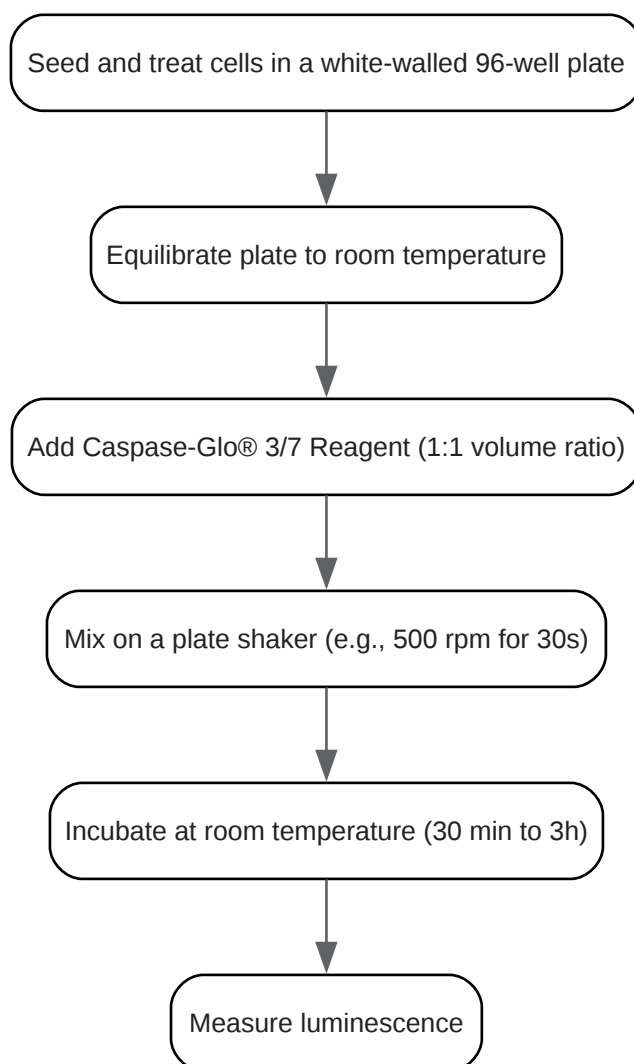 Seed and treat cells in a white-walled 96-well plate
Equilibrate plate to room temperature
Add Caspase-Glo® 3/7 Reagent (1:1 volume ratio)
Mix on a plate shaker (e.g., 500 rpm for 30s)
Incubate at room temperature (30 min to 3h)
Measure luminescence